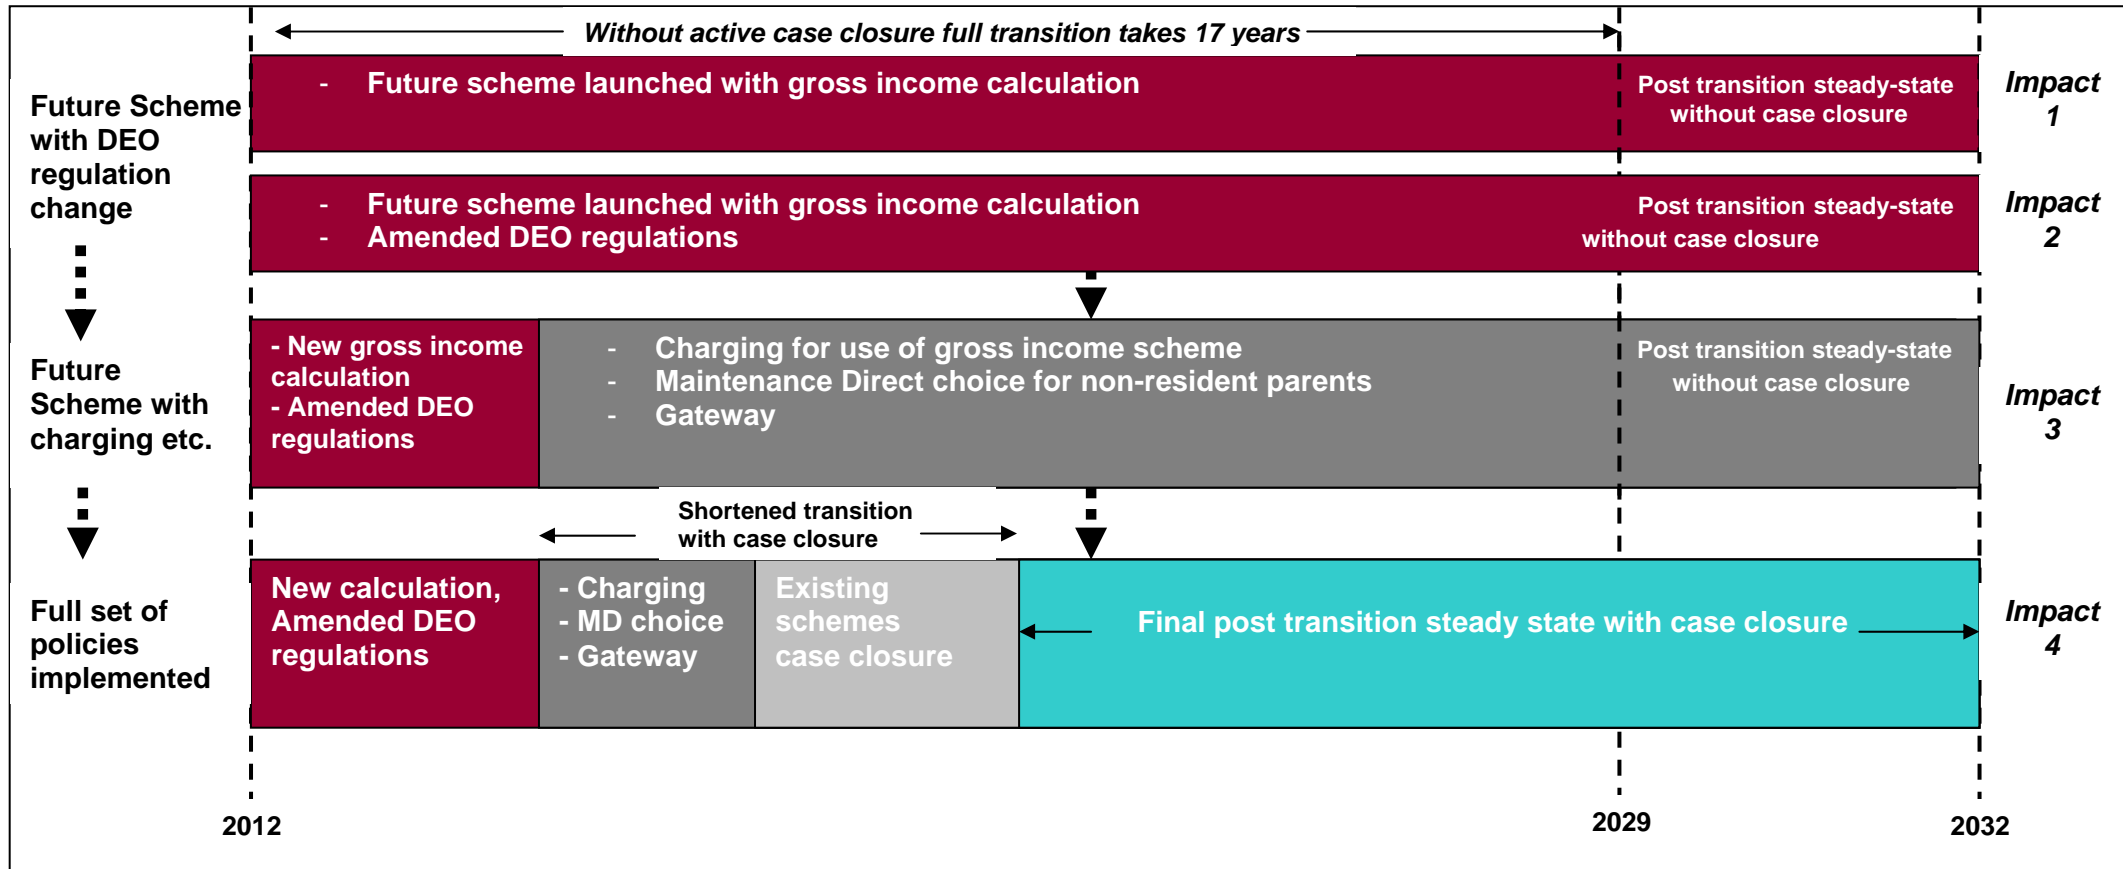 Without active case closure full transition takes 17 years
Future Scheme
with DEO
regulation
change
- Future scheme launched with gross income calculation
Post transition steady-state
without case closure
Impact
1
- Future scheme launched with gross income calculation
- Amended DEO regulations
Post transition steady-state
without case closure
Impact
2
Future
Scheme with
charging etc.
- New gross income
calculation
- Amended DEO
regulations
- Charging for use of gross income scheme
- Maintenance Direct choice for non-resident parents
- Gateway
Post transition steady-state
without case closure
Impact
3
Shortened transition
with case closure
Full set of
policies
implemented
New calculation,
Amended DEO
regulations
- Charging
- MD choice
- Gateway
Existing
schemes
case closure
Final post transition steady state with case closure
Impact
4
2012
2029
2032